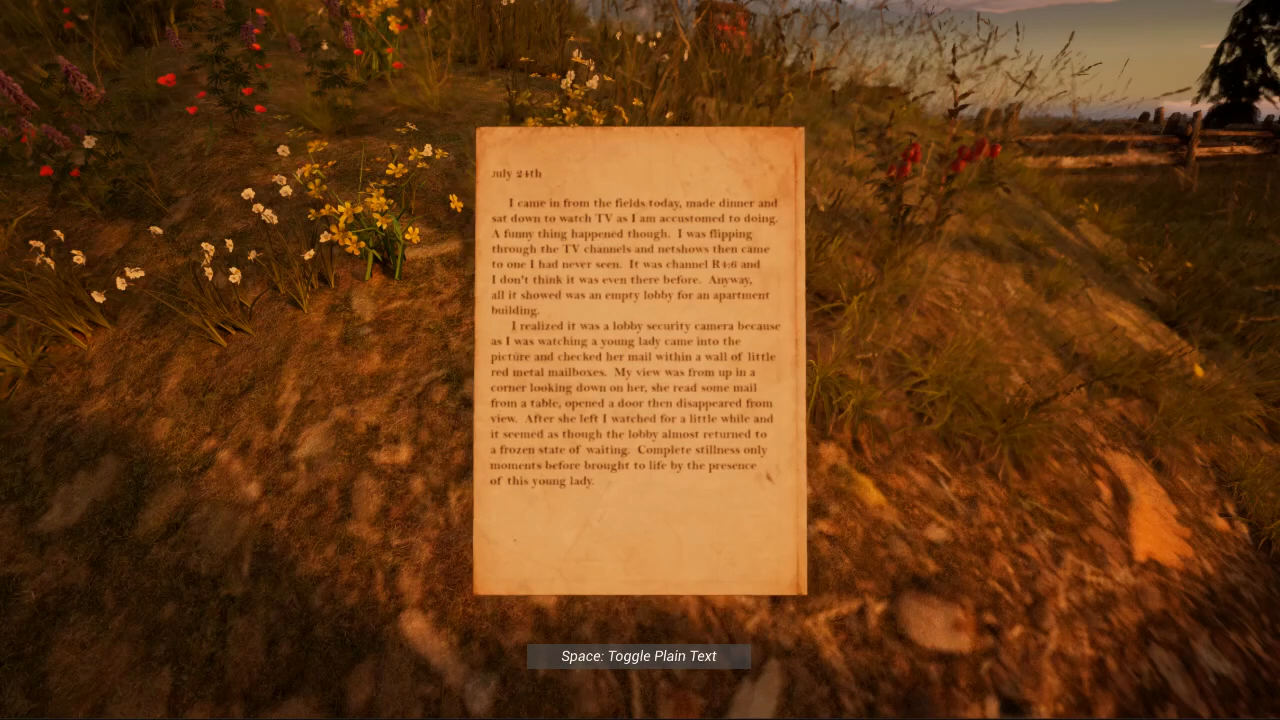 July 24th
I came in from the fields today, made dinner and
sat down to watch TV as I am accustomed to doing.
A funny thing happened though. I was flipping
through the TV channels and netshows then came
to one I had never seen. It was channel R4:6 and
I don't think it was even there before. Anyway,
all it showed was an empty lobby for an apartment
building.
I realized it was a lobby security camera because
as I was watching a young lady came into the
picture and checked her mail within a wall of little
red metal mailboxes. My view was from up in a
corner looking down on her, she read some mail
from a table, opened a door then disappeared from
view. After she left I watched for a little while and
it seemed as though the lobby almost returned to
a frozen state of waiting. Complete stillness only
moments before brought to life by the presence
of this young lady.
Space: Toggle Plain Text